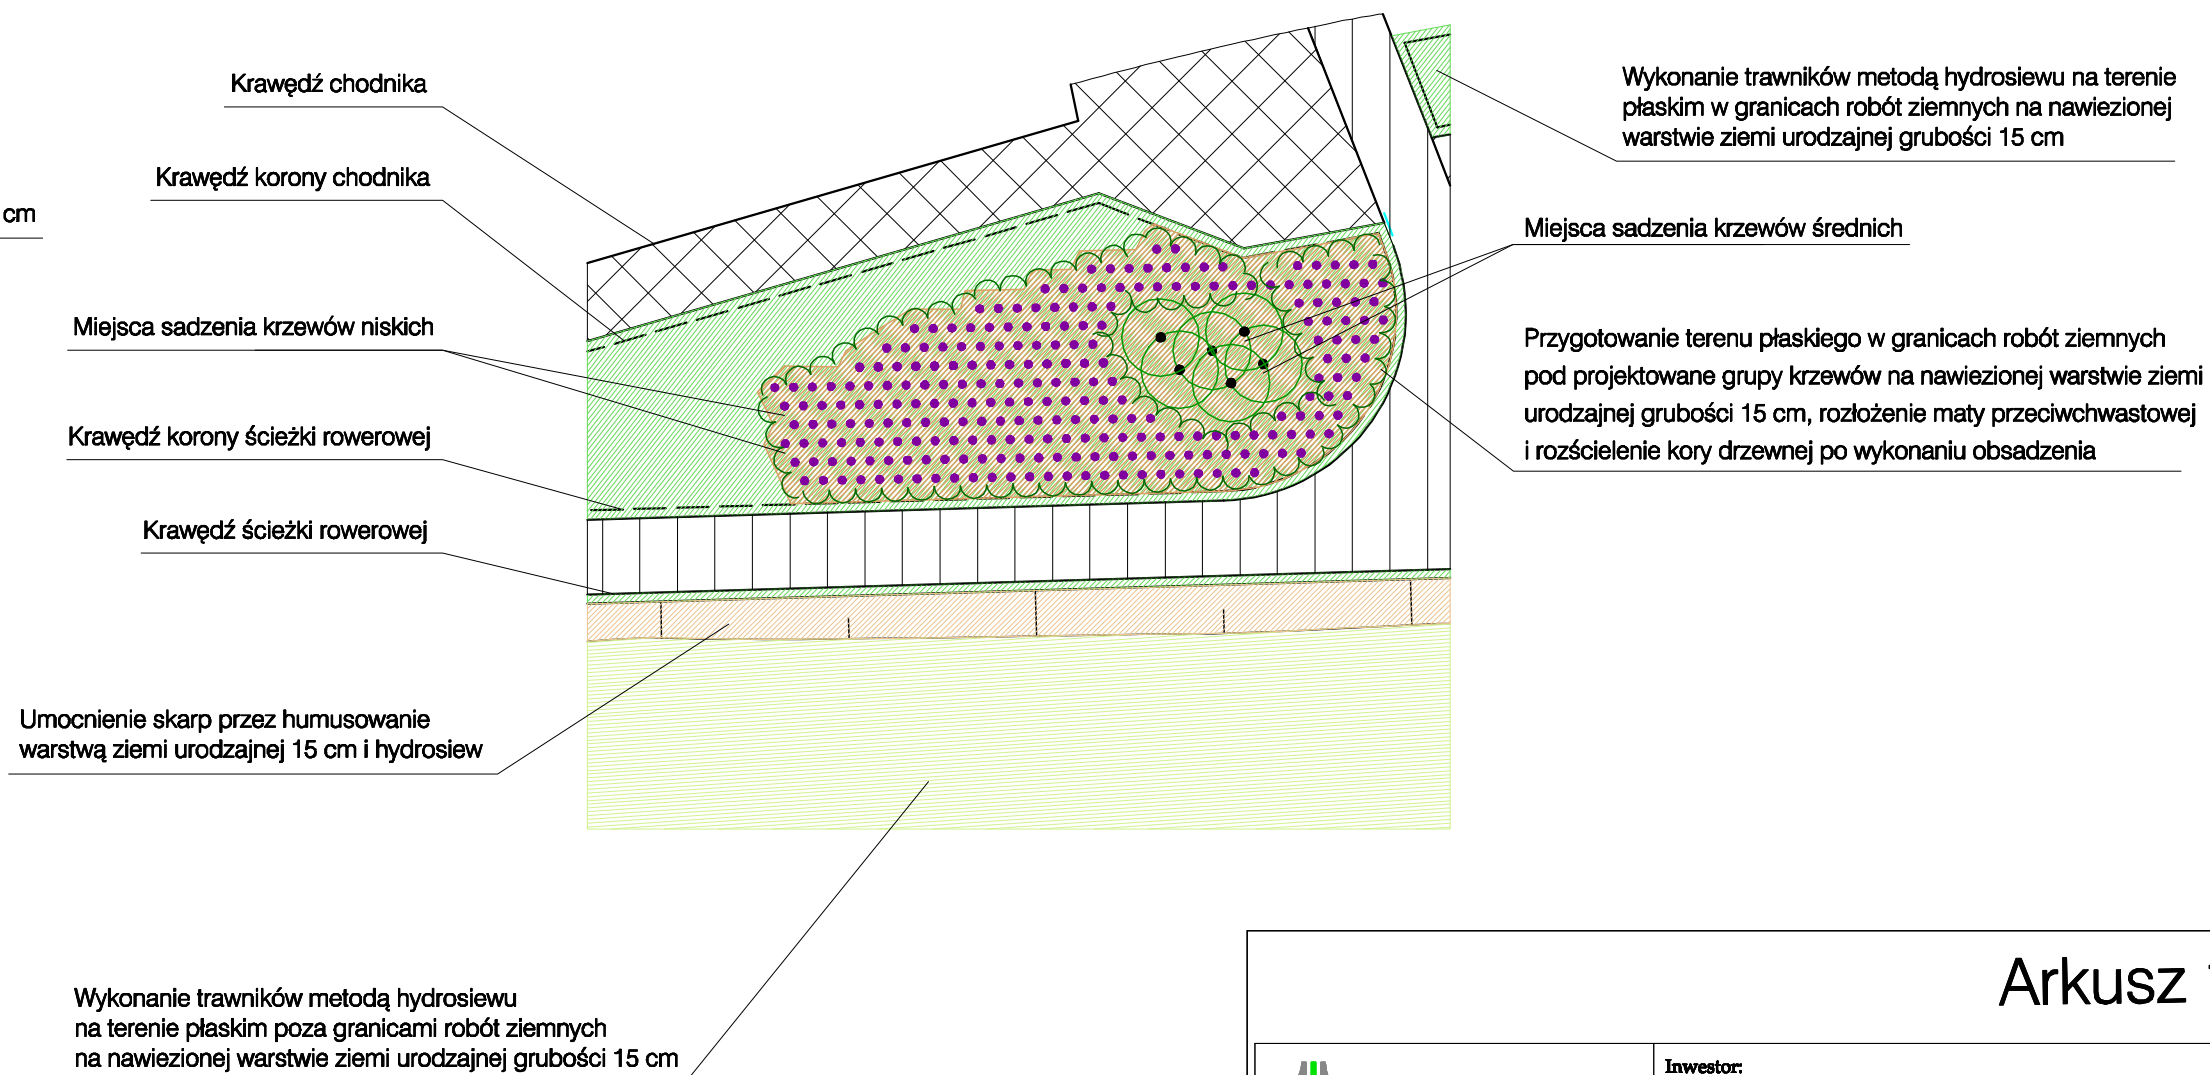 Krawędź chodnika
Krawędź korony chodnika
cm
Miejsca sadzenia krzewów niskich
Krawędź korony ścieżki rowerowej
Krawędź ścieżki rowerowej
Umocnienie skarp przez humusowanie
warstwą ziemi urodzajnej 15 cm i hydrosiew
Wykonanie trawników metodą hydrosiewu
na terenie płaskim poza granicami robót ziemnych
na nawiezionej warstwie ziemi urodzajnej grubości 15 cm
Wykonanie trawników metodą hydrosiewu na terenie
płaskim w granicach robót ziemnych na nawiezionej
warstwie ziemi urodzajnej grubości 15 cm
Miejsca sadzenia krzewów średnich
Przygotowanie terenu płaskiego w granicach robót ziemnych
pod projektowane grupy krzewów na nawiezionej warstwie ziemi
urodzajnej grubości 15 cm, rozłożenie maty przeciwchwastowej
i rozścielenie kory drzewnej po wykonaniu obsadzenia
Arkusz
Inwestor: